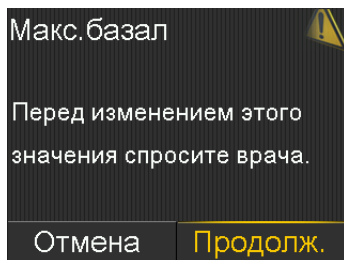 Макс.базал
Перед изменением этого
значения спросите врача.
Отмена
Продолж.